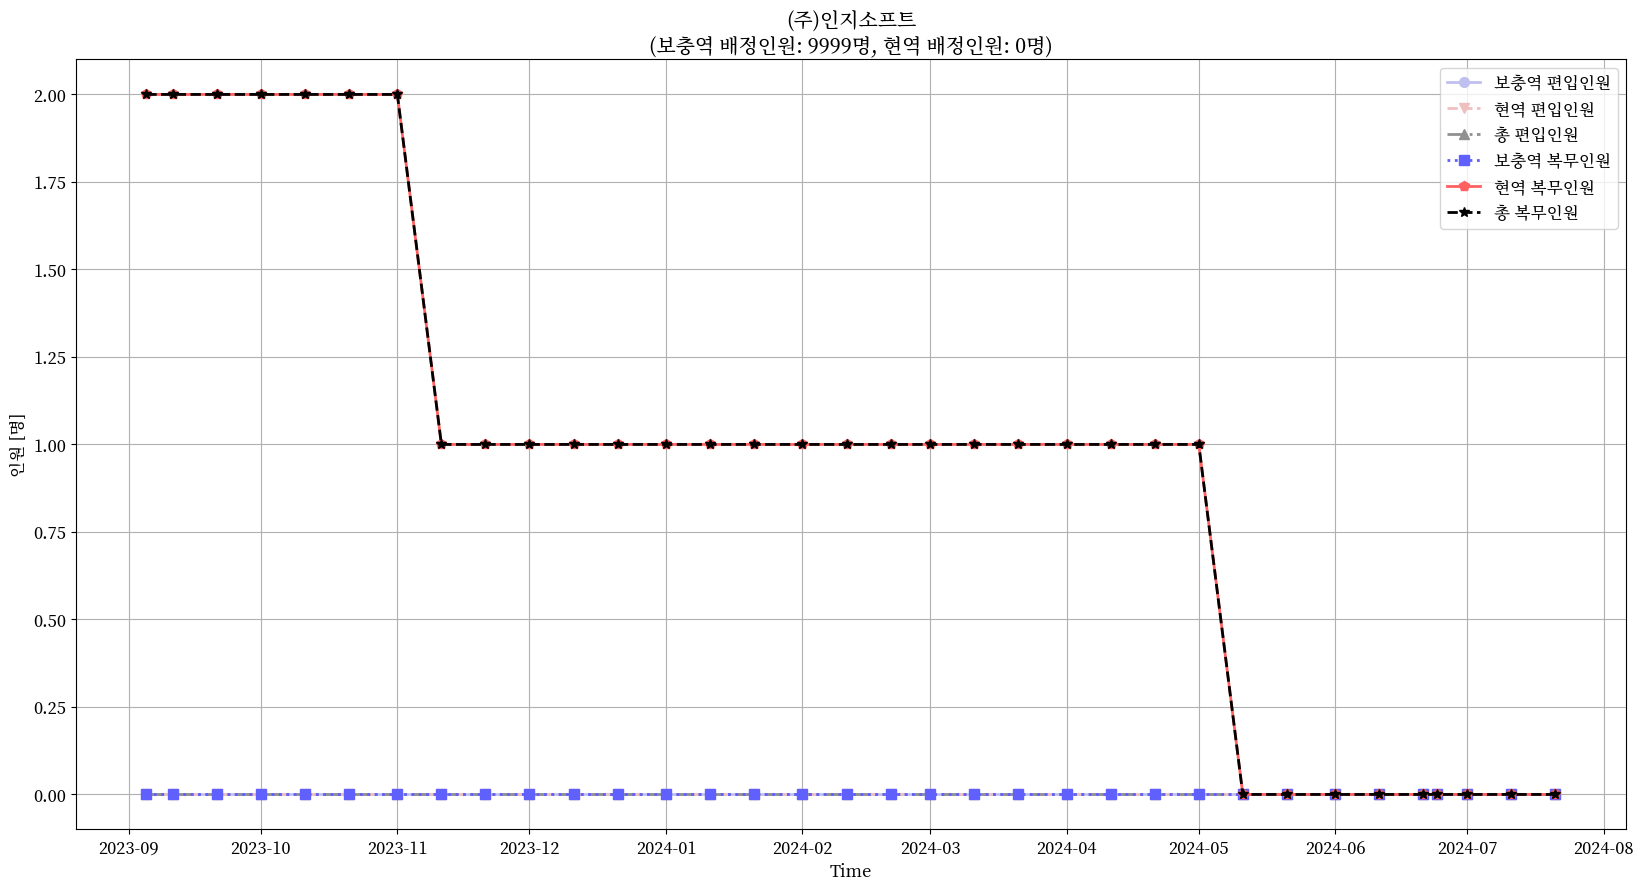 (주)인지소프트
(보충역 배정인원: 9999명, 현역 배정인원: 0명)
보충역 편입인원
현역 편입인원
총 편입인원
보충역 복무인원
현역 복무인원
총 복무인원
인원 [명]
2.00
1.75
1.50
1.25
1.00
0.75
0.50
0.25
0.00
2023-09 2023-10 2023-11 2023-12 2024-01 2024-02 2024-03 2024-04 2024-05 2024-06 2024-07 2024-08
Time